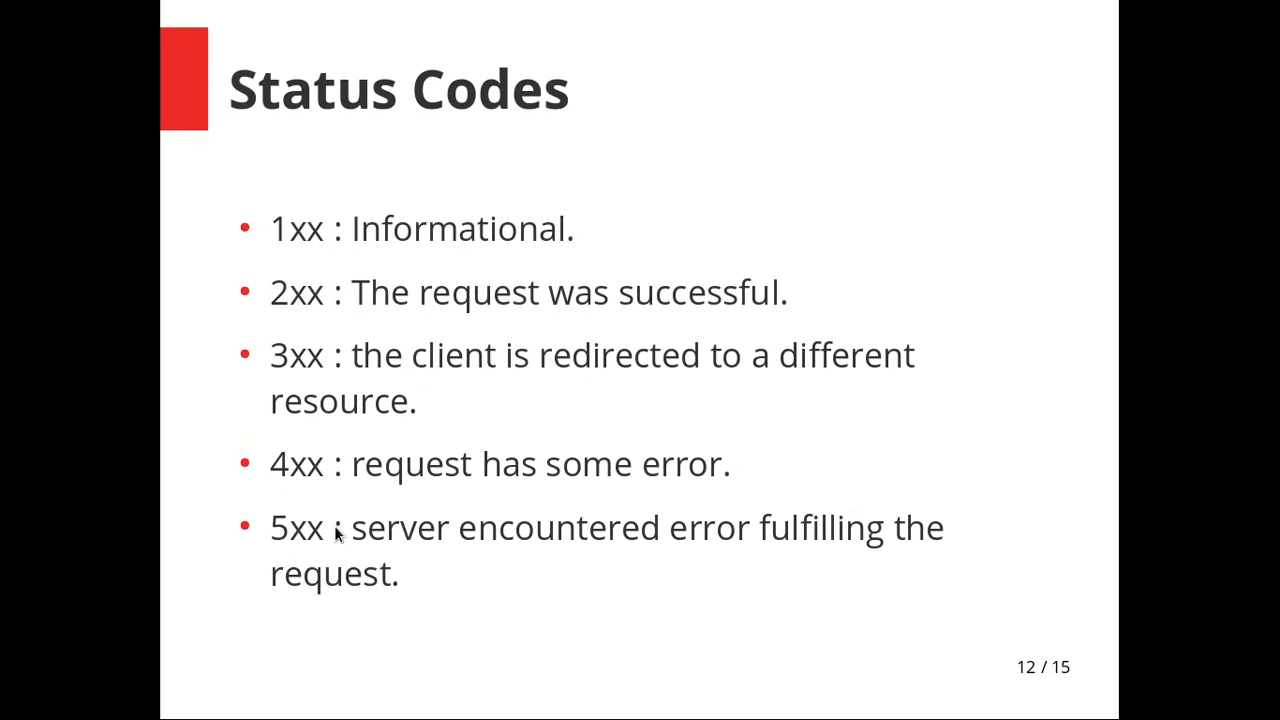 Status Codes
• 1xx : Informational.
• 2xx : The request was successful.
• 3xx : the client is redirected to a different
resource.
• 4xx : request has some error.
• 5xx : server encountered error fulfilling the
request.
12 / 15